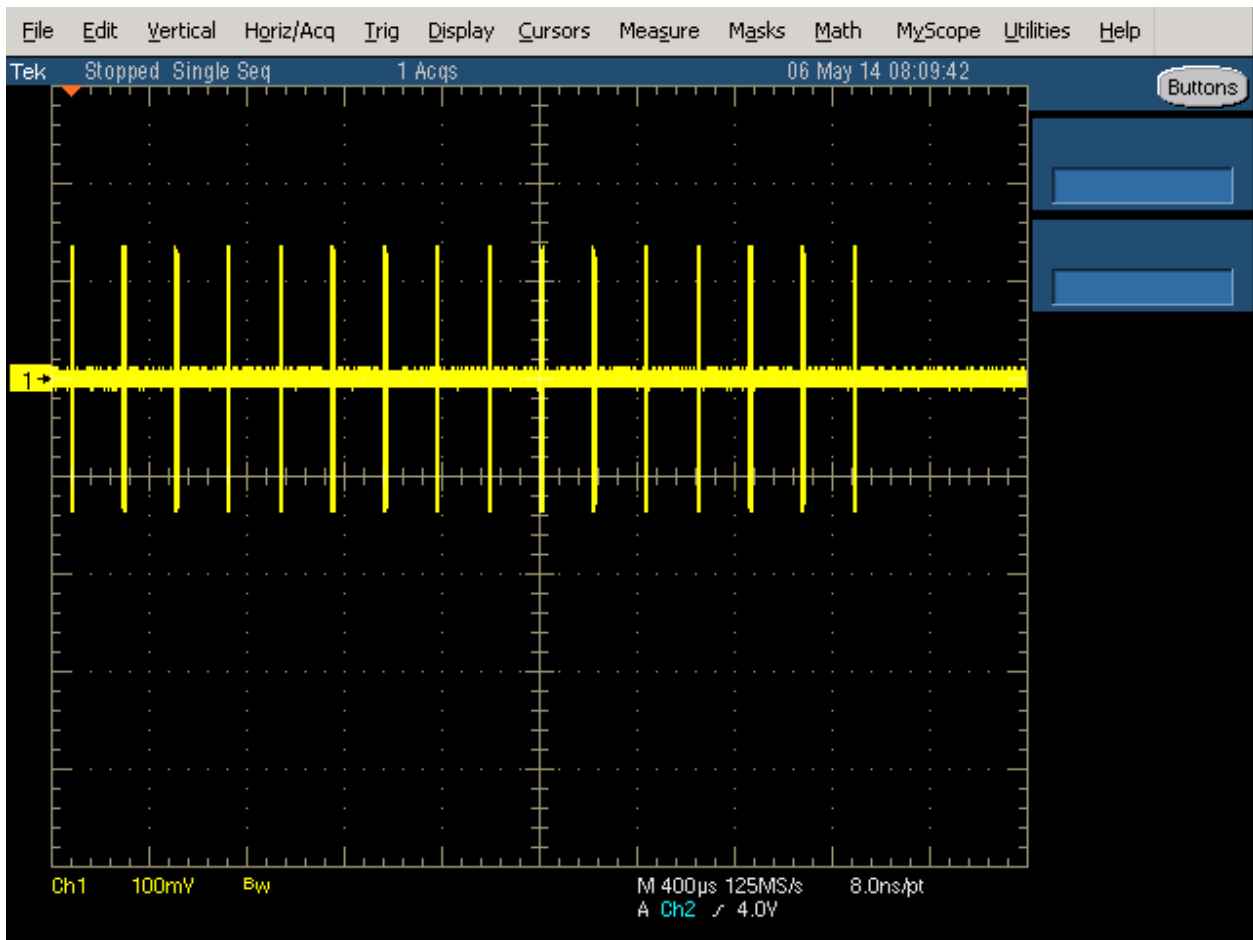 File Edit Vertical Horiz/Acq Trig Display Cursors Measure Masks Math MyScope Utilities Help
Tek Stopped Single Seq 1 Acqs 06 May 14 08:09:42
Buttons
1
Ch1 100mV BW M 400µs 125MS/s 8.0ns/pt
A Ch2 4.0V